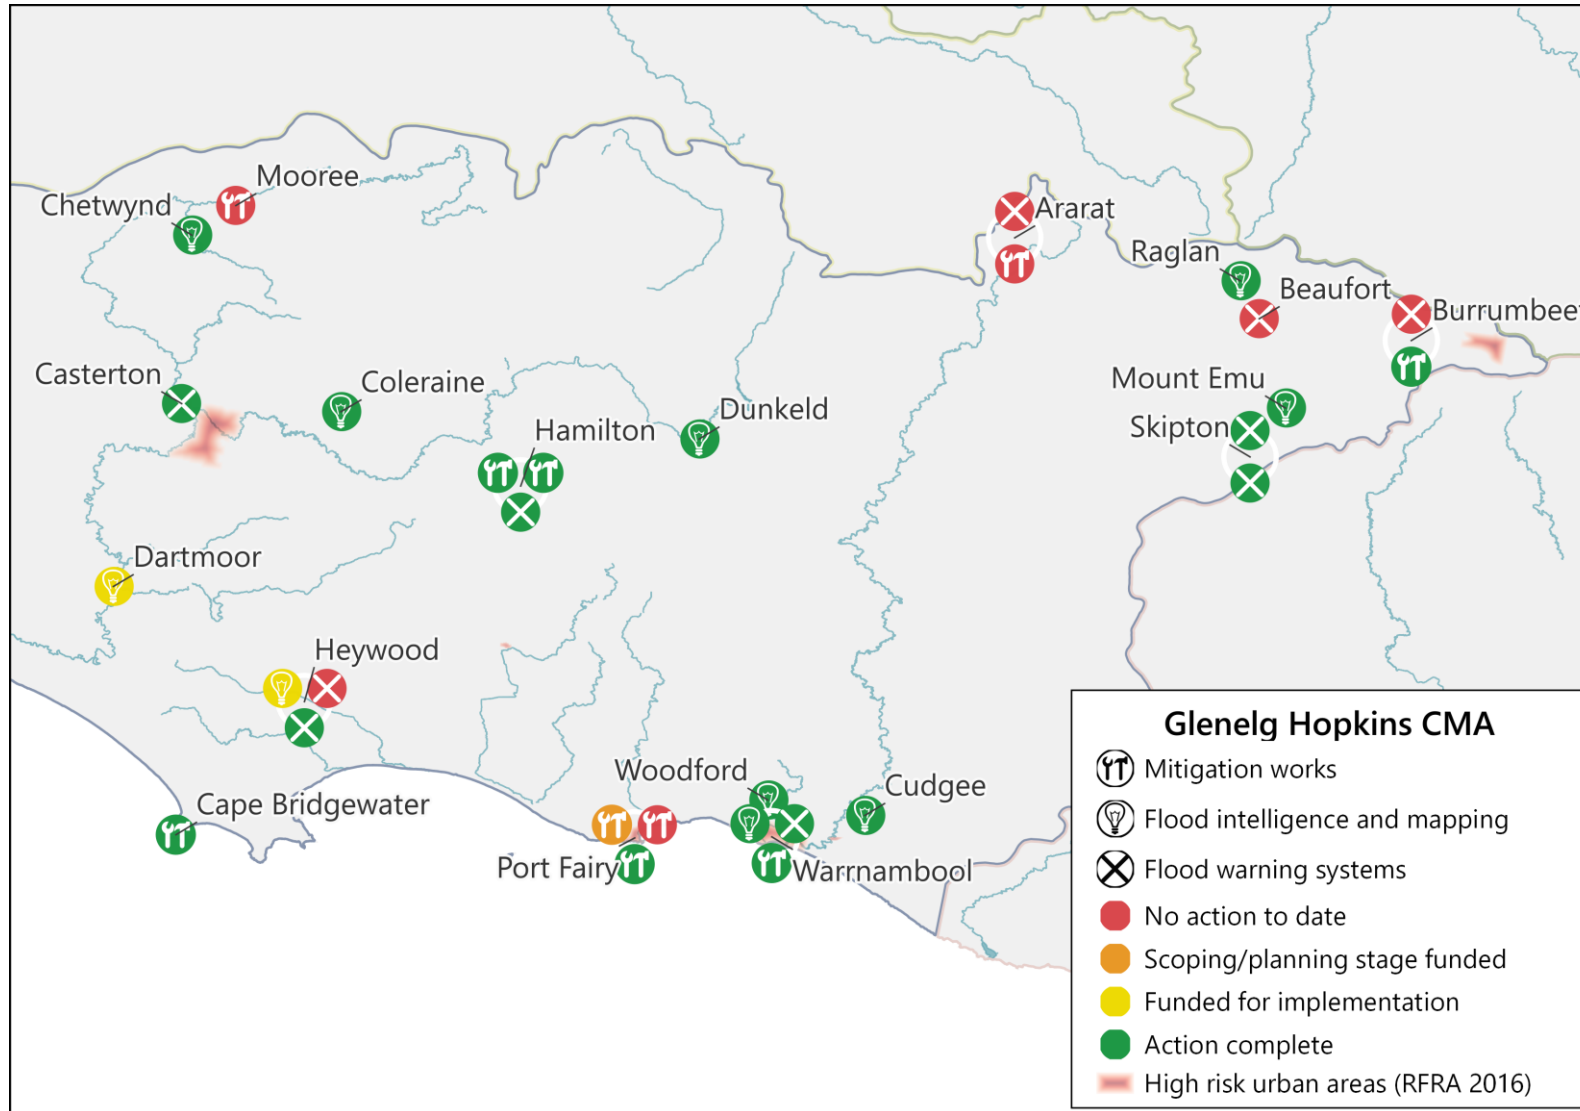 Mooree
Chetwynd
Ararat
Raglan
Beaufort
Burrumbeet
Casterton
Coleraine
Mount Emu
Dunkeld
Hamilton
Skipton
Dartmoor
Heywood
Woodford
Cudgee
Cape Bridgewater
Port Fairy
Warrnambool
Glenelg Hopkins CMA
Mitigation works
Flood intelligence and mapping
Flood warning systems
No action to date
Scoping/planning stage funded
Funded for implementation
Action complete
High risk urban areas (RFRA 2016)